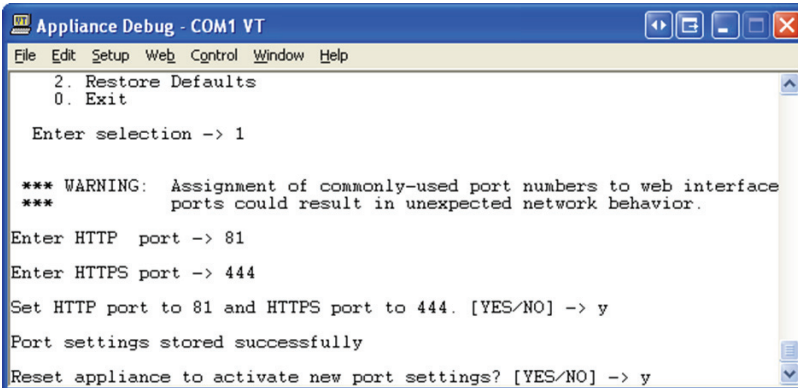 Appliance Debug - COM1 VT
File Edit Setup Web Control Window Help
2. Restore Defaults
0. Exit
Enter selection -> 1
*** WARNING: Assignment of commonly-used port numbers to web interface
*** ports could result in unexpected network behavior.
Enter HTTP port -> 81
Enter HTTPS port -> 444
Set HTTP port to 81 and HTTPS port to 444. [YES/NO] -> y
Port settings stored successfully
Reset appliance to activate new port settings? [YES/NO] -> y